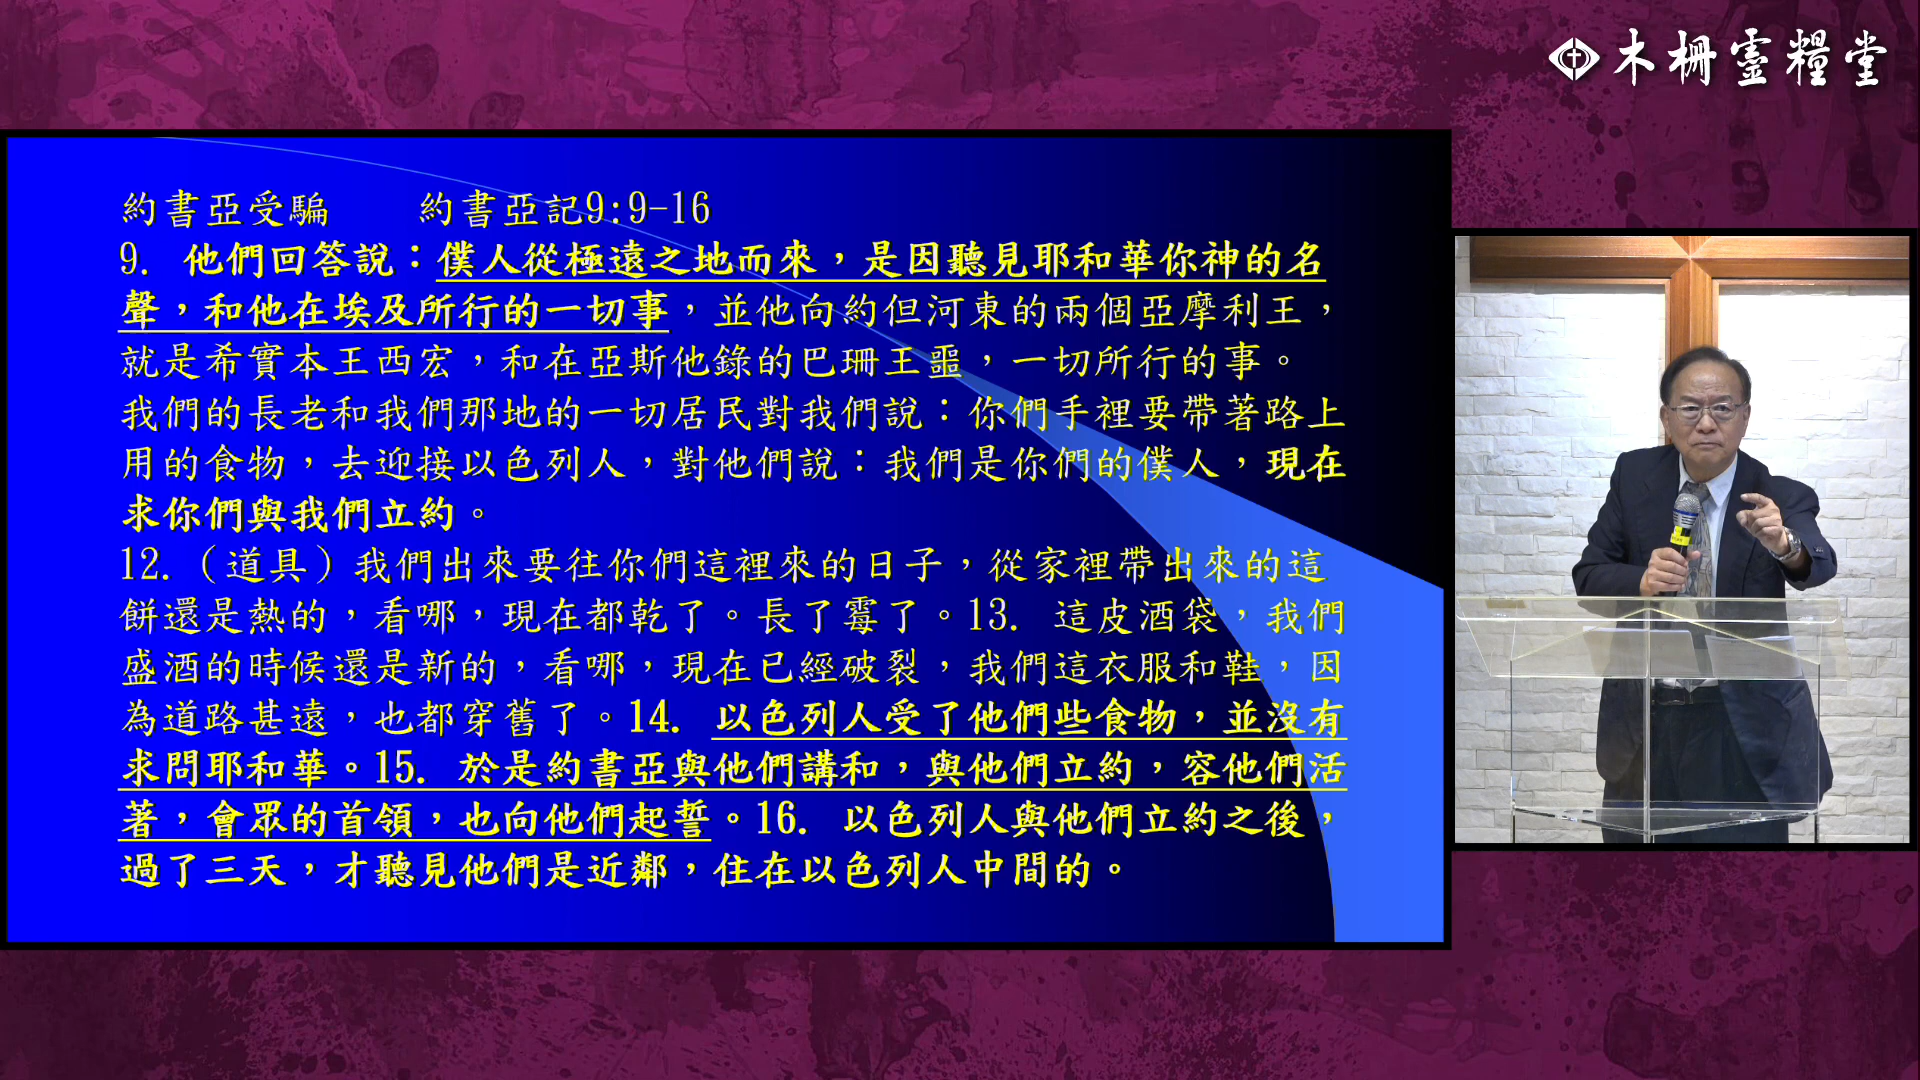 木柵靈糧堂
約書亞受騙 約書亞記9:9-16
9. 他們回答說：僕人從極遠之地而來，是因聽見耶和華你神的名
聲，和他在埃及所行的一切事，並他向約但河東的兩個亞摩利王，
就是希實本王西宏，和在亞斯他錄的巴珊王噩，一切所行的事。
我們的長老和我們那地的一切居民對我們說：你們手裡要帶著路上
用的食物，去迎接以色列人，對他們說：我們是你們的僕人，現在
求你們與我們立約。
12.（道具）我們出來要往你們這裡來的日子，從家裡帶出來的這
餅還是熱的，看哪，現在都乾了。長了霉了。13. 這皮酒袋，我們
盛酒的時候還是新的，看哪，現在已經破裂，我們這衣服和鞋，因
為道路甚遠，也都穿舊了。14. 以色列人受了他們些食物，並沒有
求問耶和華。15. 於是約書亞與他們講和，與他們立約，容他們活
著，會眾的首領，也向他們起誓。16. 以色列人與他們立約之後，
過了三天，才聽見他們是近鄰，住在以色列人中間的。